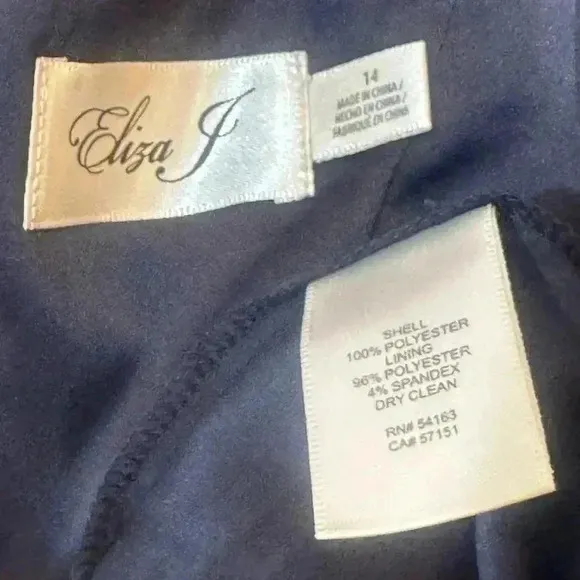 Eliza J
14
MADE IN CHINA /
HECHO EN CHINA /
FABRIQUÉ EN CHINA
SHELL
100% POLYESTER
LINING
96% POLYESTER
4% SPANDEX
DRY CLEAN
RN# 54163
CA# 57151